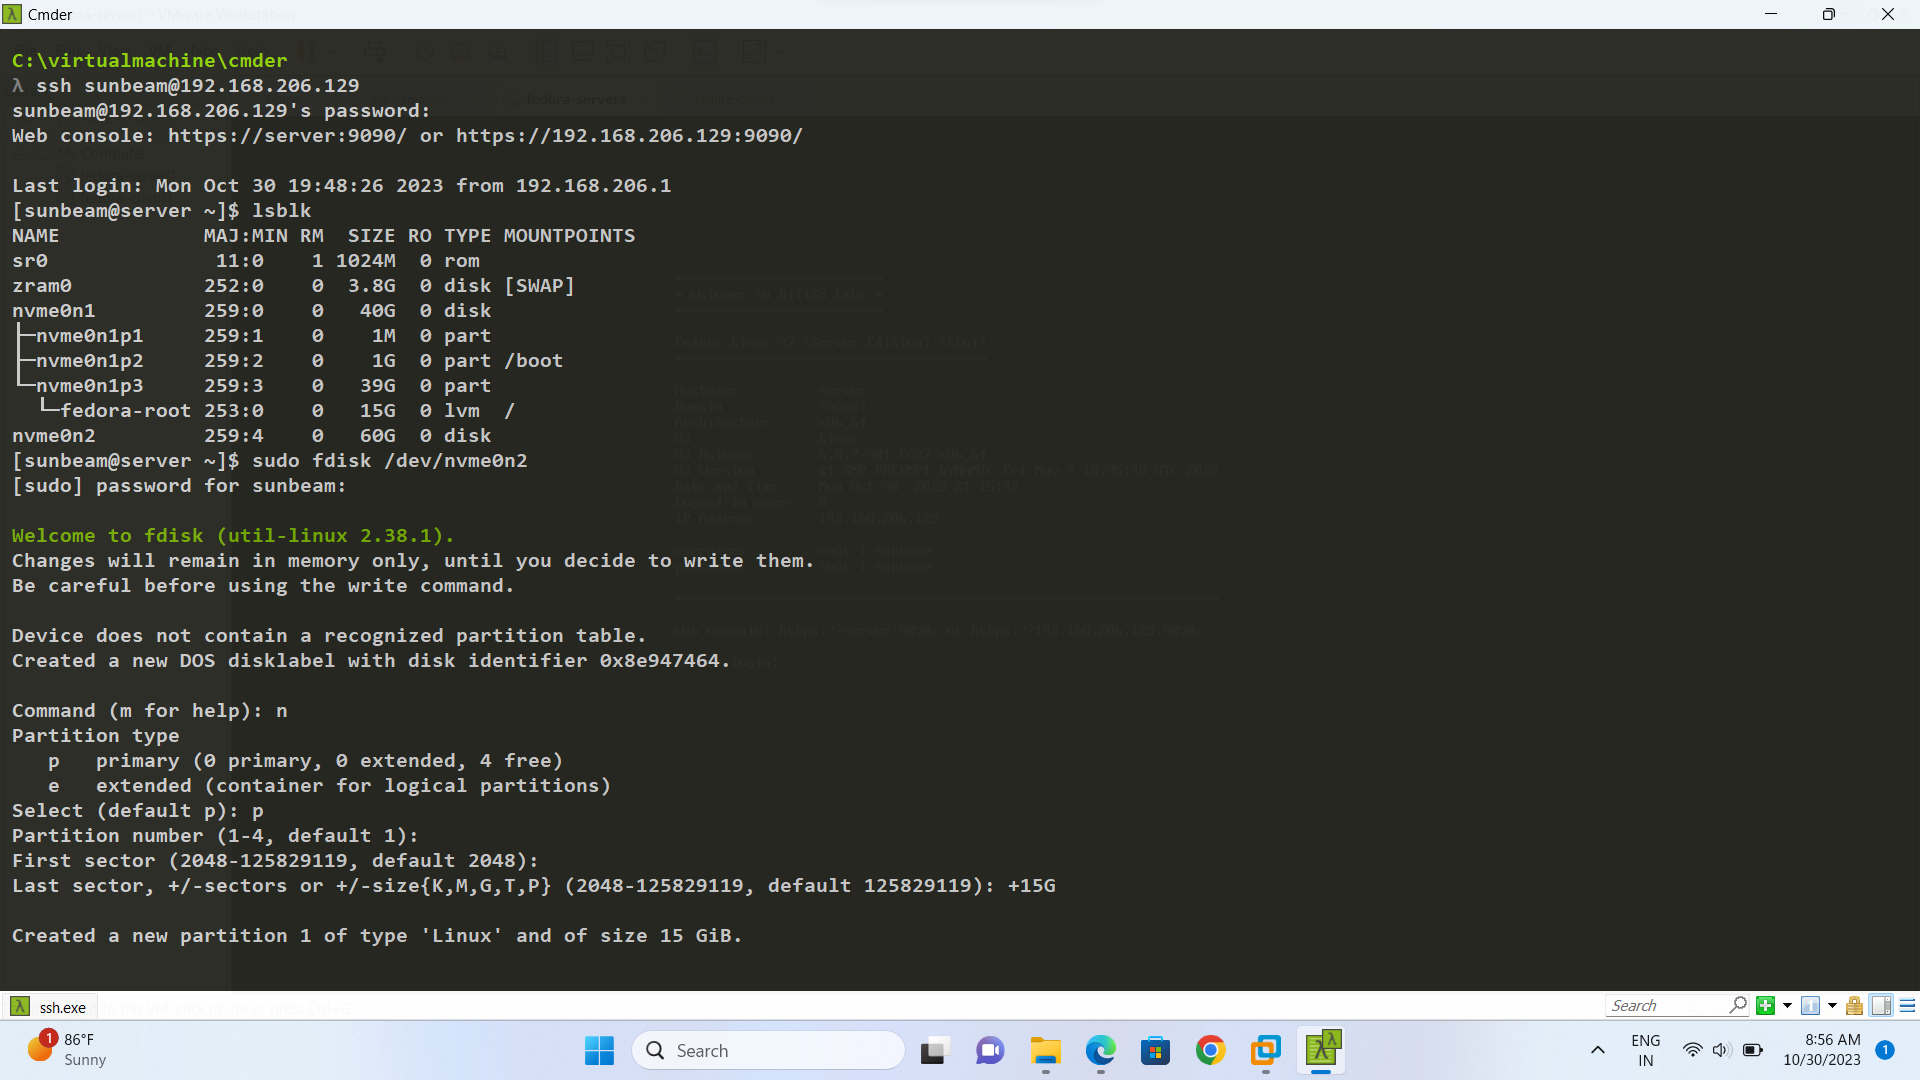 Cmder
C:\virtualmachine\cmder
λ ssh sunbeam@192.168.206.129
sunbeam@192.168.206.129's password:
Web console: https://server:9090/ or https://192.168.206.129:9090/
Last login: Mon Oct 30 19:48:26 2023 from 192.168.206.1
[sunbeam@server ~]$ lsblk
NAME            MAJ:MIN RM  SIZE RO TYPE MOUNTPOINTS
sr0              11:0    1 1024M  0 rom
zram0           252:0    0  3.8G  0 disk [SWAP]
nvme0n1         259:0    0   40G  0 disk
├─nvme0n1p1     259:1    0    1M  0 part
├─nvme0n1p2     259:2    0    1G  0 part /boot
└─nvme0n1p3     259:3    0   39G  0 part
  └─fedora-root 253:0    0   15G  0 lvm  /
nvme0n2         259:4    0   60G  0 disk
[sunbeam@server ~]$ sudo fdisk /dev/nvme0n2
[sudo] password for sunbeam:
Welcome to fdisk (util-linux 2.38.1).
Changes will remain in memory only, until you decide to write them.
Be careful before using the write command.
Device does not contain a recognized partition table.
Created a new DOS disklabel with disk identifier 0x8e947464.
Command (m for help): n
Partition type
   p   primary (0 primary, 0 extended, 4 free)
   e   extended (container for logical partitions)
Select (default p): p
Partition number (1-4, default 1):
First sector (2048-125829119, default 2048):
Last sector, +/-sectors or +/-size{K,M,G,T,P} (2048-125829119, default 125829119): +15G
Created a new partition 1 of type 'Linux' and of size 15 GiB.
λ ssh.exe
Search
1
86°F
Sunny
Search
ENG
IN
8:56 AM
10/30/2023
1